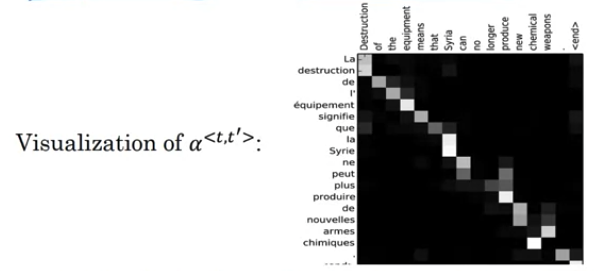 Destruction
of
the
equipment
means
that
Syria
can
no
longer
produce
new
chemical
weapons
.
<end>
La
destruction
de
l'
équipement
signifie
que
la
Syrie
ne
peut
plus
produire
de
nouvelles
armes
chimiques
.
Visualization of α<t,t′>: